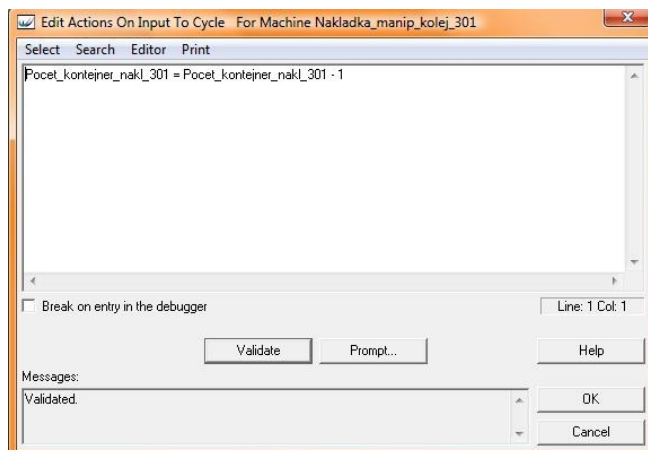 Edit Actions On Input To Cycle For Machine Nakladka_manip_kolej_301
Select Search Editor Print
Pocet_kontejner_nakl_301 = Pocet_kontejner_nakl_301 - 1
Break on entry in the debugger
Line: 1 Col: 1
Validate
Prompt...
Help
Messages:
Validated.
OK
Cancel